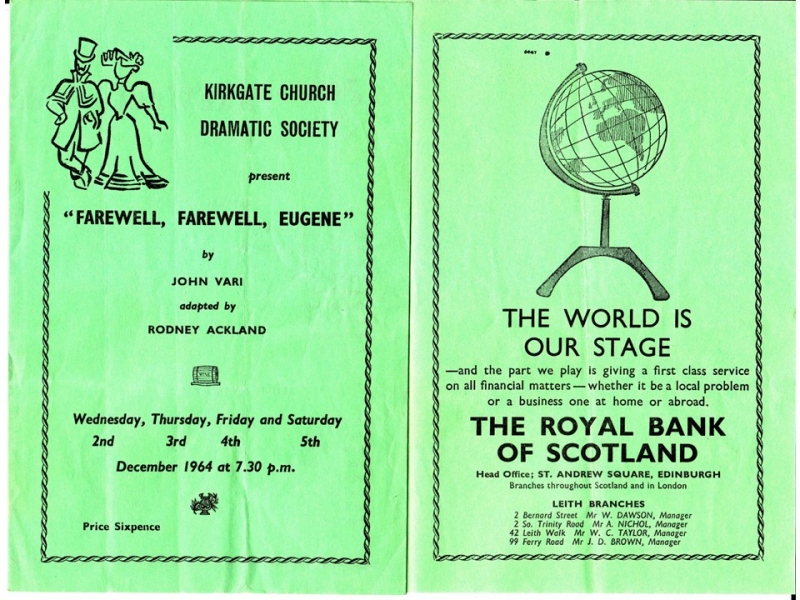 KIRKGATE CHURCH
DRAMATIC SOCIETY
present
"FAREWELL, FAREWELL, EUGENE"
by
JOHN VARI
adapted by
RODNEY ACKLAND
Wednesday, Thursday, Friday and Saturday
2nd 3rd 4th 5th
December 1964 at 7.30 p.m.
Price Sixpence
THE WORLD IS
OUR STAGE
—and the part we play is giving a first class service
on all financial matters — whether it be a local problem
or a business one at home or abroad.
THE ROYAL BANK
OF SCOTLAND
Head Office; ST. ANDREW SQUARE, EDINBURGH
Branches throughout Scotland and in London
LEITH BRANCHES
2 Bernard Street Mr W. DAWSON, Manager
2 So. Trinity Road Mr A. NICHOL, Manager
42 Leith Walk Mr W. C. TAYLOR, Manager
99 Ferry Road Mr J. D. BROWN, Manager